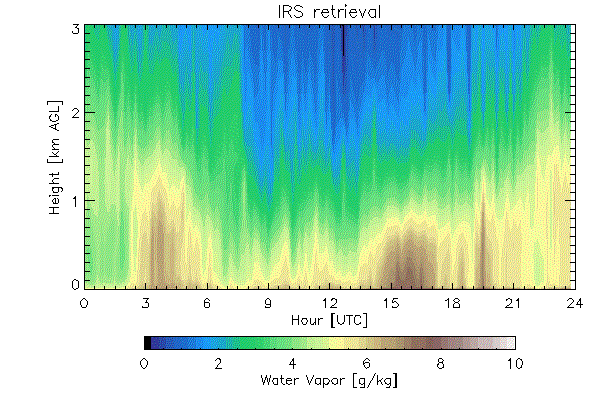 IRS retrieval
3
2
1
0
Height [km AGL]
0 3 6 9 12 15 18 21 24
Hour [UTC]
0 2 4 6 8 10
Water Vapor [g/kg]